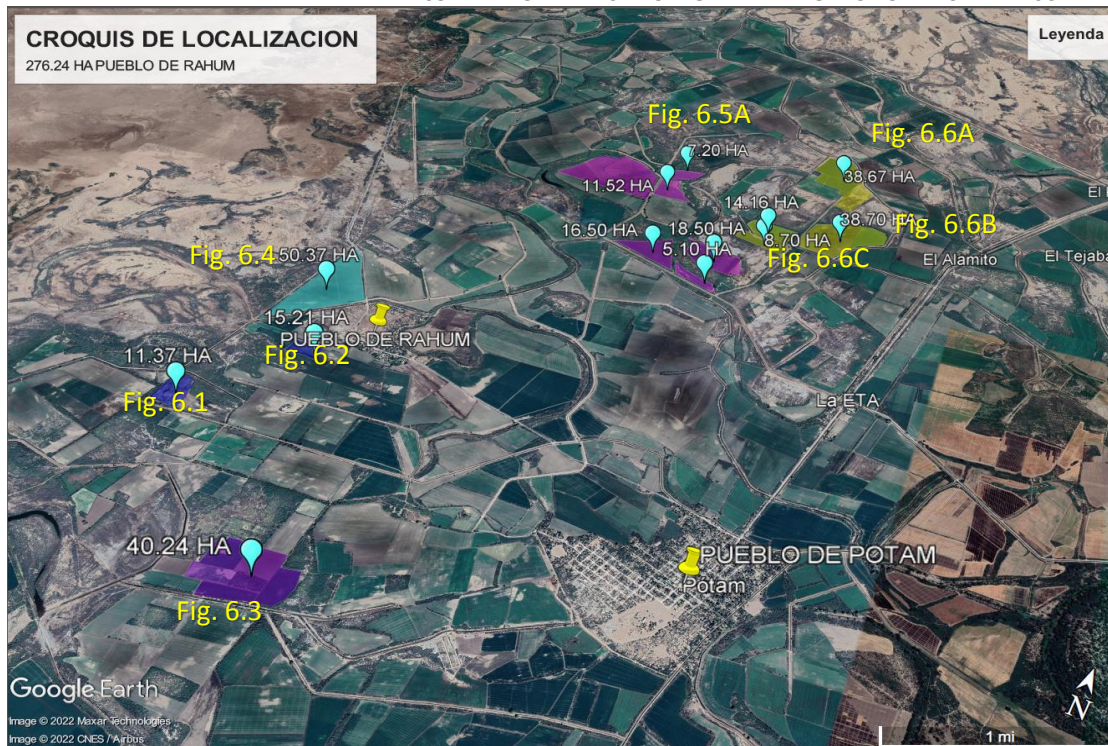 CROQUIS DE LOCALIZACION
276.24 HA PUEBLO DE RAHUM
Leyenda
Fig. 6.5A
Fig. 6.6A
7.20 HA
11.52 HA
38.67 HA
14.16 HA
16.50 HA
18.50 HA
8.70 HA
38.70 HA
Fig. 6.6B
5.10 HA
Fig. 6.6C
El Alamito
El Tejaba
El
Fig. 6.4
50.37 HA
15.21 HA
PUEBLO DE RAHUM
Fig. 6.2
11.37 HA
Fig. 6.1
La ETA
40.24 HA
Fig. 6.3
PUEBLO DE POTAM
Potam
Google Earth
Image © 2022 Maxar Technologies
Image © 2022 CNES / Airbus
N
1 mi